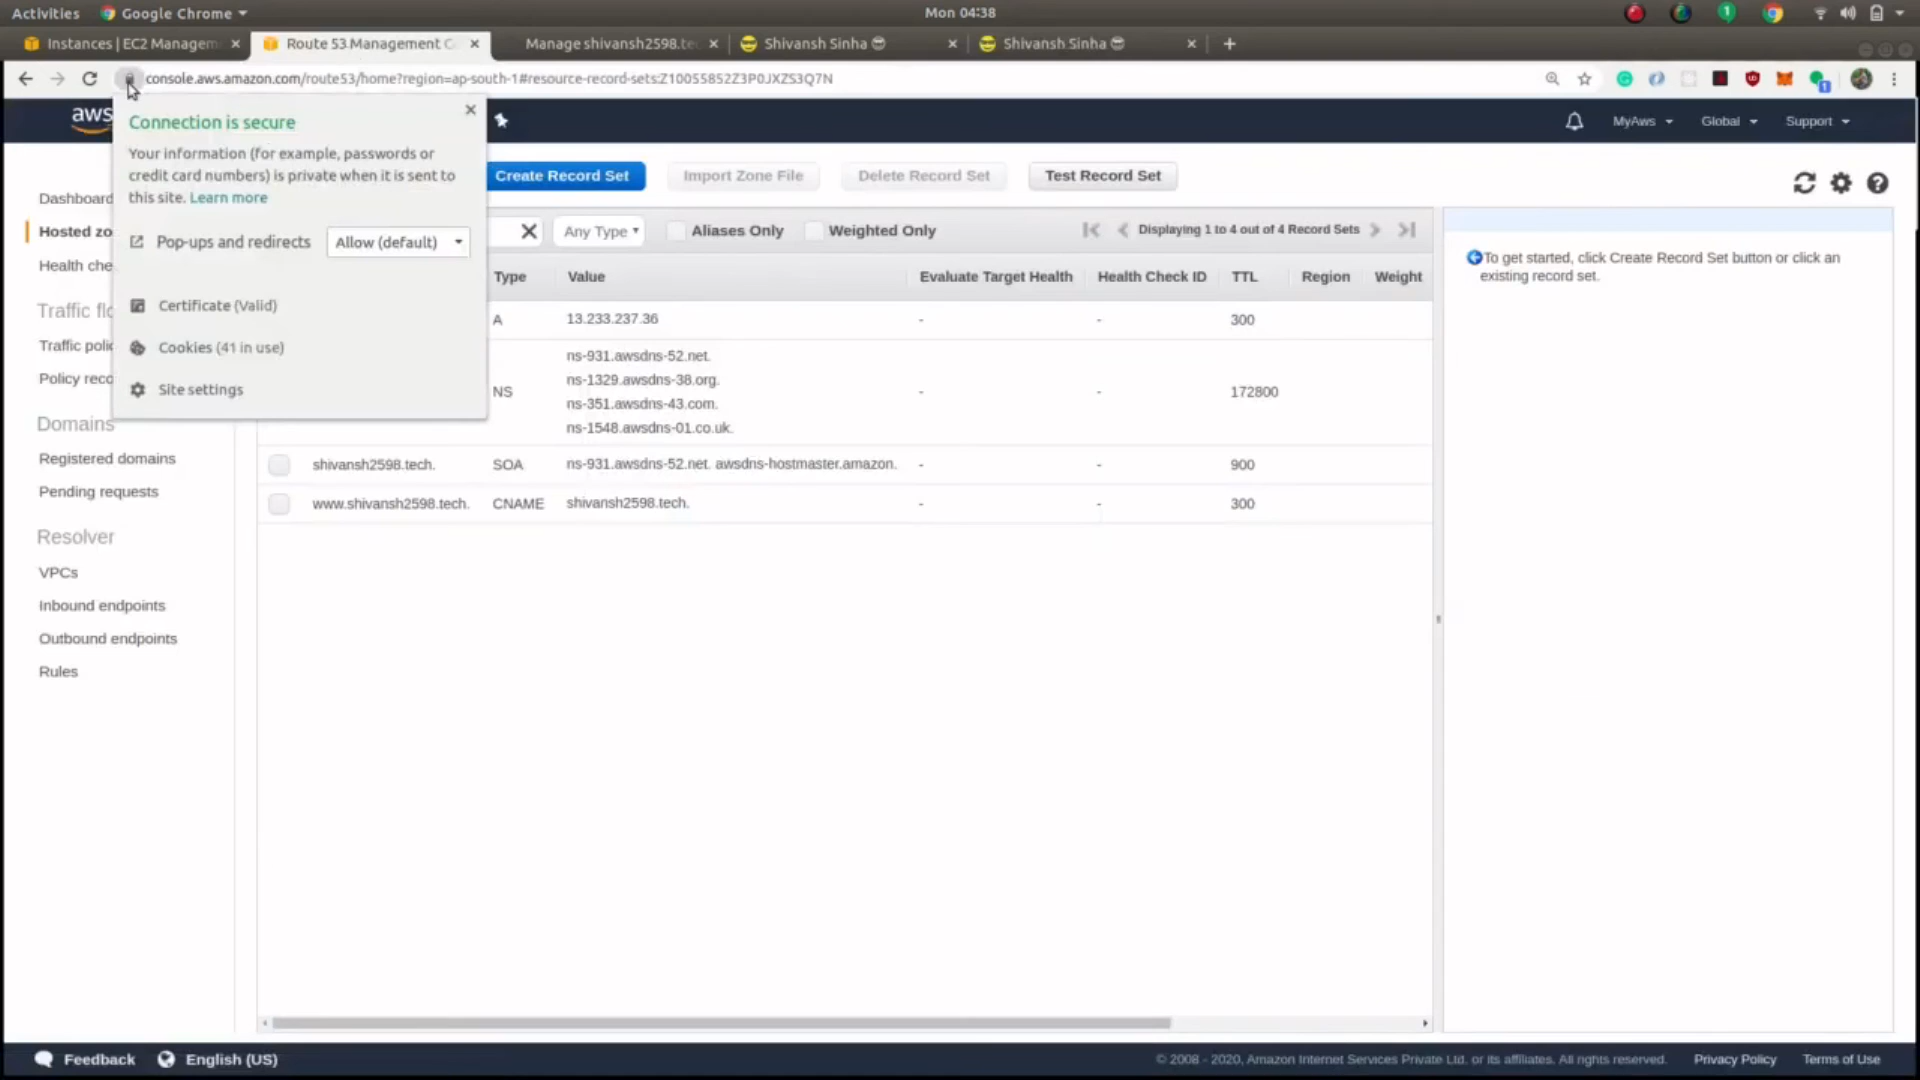 Activities
Google Chrome
Mon 04:38
1
Instances | EC2 Managem
Route 53 Management C
Manage shivansh2598.te
Shivansh Sinha
Shivansh Sinha
console.aws.amazon.com/route53/home?region=ap-south-1#resource-record-sets:Z10055852Z3P0JXZS3Q7N
1
aws
MyAws
Global
Support
Connection is secure
Your information (for example, passwords or
credit card numbers) is private when it is sent to
this site. Learn more
Pop-ups and redirects
Allow (default)
Certificate (Valid)
Cookies (41 in use)
Site settings
Dashboard
Hosted zo
Health che
Traffic flo
Traffic polic
Policy reco
Domains
Registered domains
Pending requests
Resolver
VPCs
Inbound endpoints
Outbound endpoints
Rules
Create Record Set
Import Zone File
Delete Record Set
Test Record Set
Any Type
Aliases Only
Weighted Only
Displaying 1 to 4 out of 4 Record Sets
Type Value Evaluate Target Health Health Check ID TTL Region Weight
A 13.233.237.36 - - 300
ns-931.awsdns-52.net.
ns-1329.awsdns-38.org.
NS - - 172800
ns-351.awsdns-43.com.
ns-1548.awsdns-01.co.uk.
shivansh2598.tech. SOA ns-931.awsdns-52.net. awsdns-hostmaster.amazon. - - 900
www.shivansh2598.tech. CNAME shivansh2598.tech. - - 300
To get started, click Create Record Set button or click an
existing record set.
Feedback
English (US)
© 2008 - 2020, Amazon Internet Services Private Ltd. or its affiliates. All rights reserved.
Privacy Policy
Terms of Use